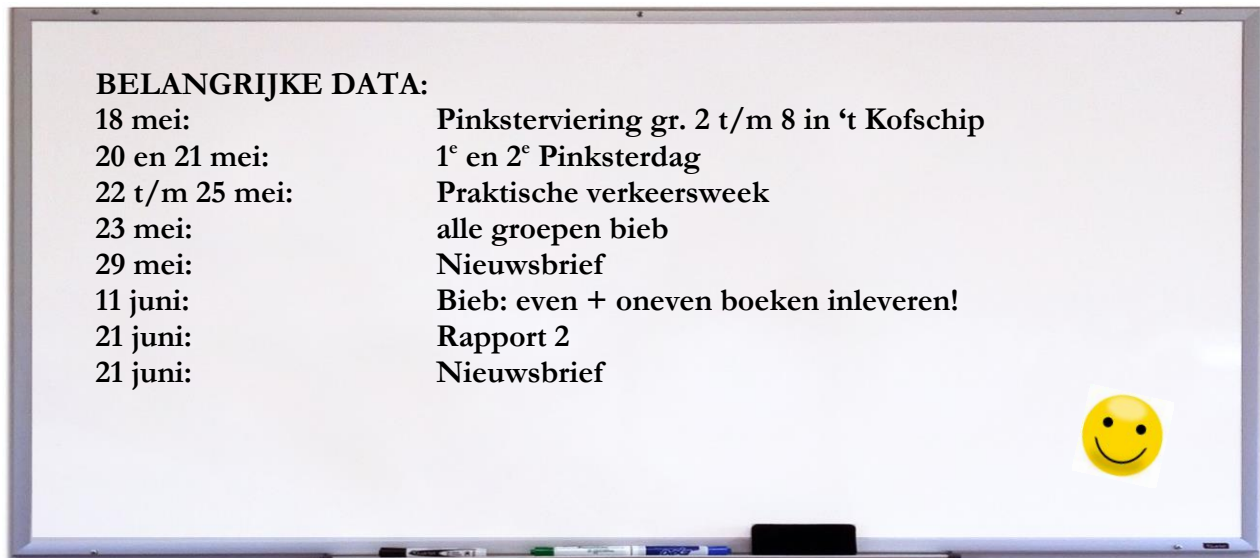 BELANGRIJKE DATA:
18 mei: Pinksterviering gr. 2 t/m 8 in ‘t Kofschip
20 en 21 mei: 1e en 2e Pinksterdag
22 t/m 25 mei: Praktische verkeersweek
23 mei: alle groepen bieb
29 mei: Nieuwsbrief
11 juni: Bieb: even + oneven boeken inleveren!
21 juni: Rapport 2
21 juni: Nieuwsbrief